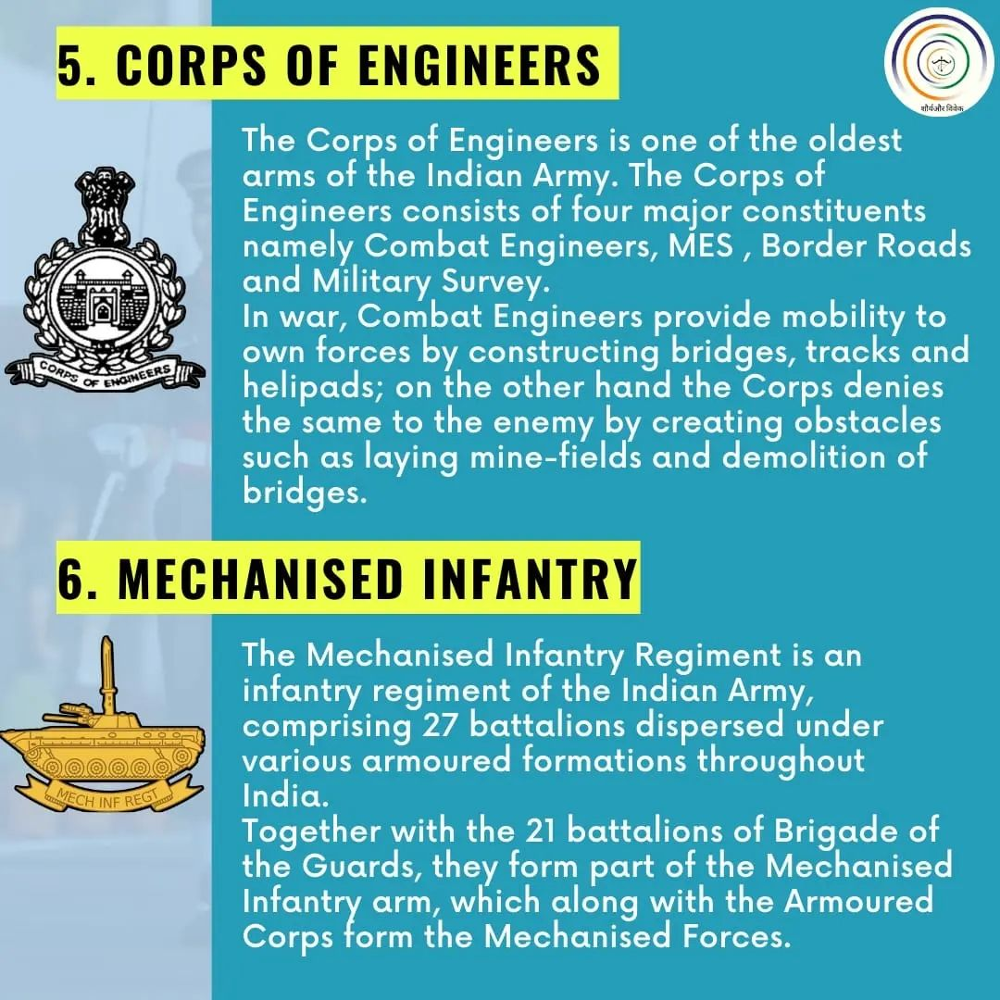 5. CORPS OF ENGINEERS
शौर्य और विवेक
The Corps of Engineers is one of the oldest
arms of the Indian Army. The Corps of
Engineers consists of four major constituents
namely Combat Engineers, MES , Border Roads
and Military Survey.
In war, Combat Engineers provide mobility to
own forces by constructing bridges, tracks and
helipads; on the other hand the Corps denies
the same to the enemy by creating obstacles
such as laying mine-fields and demolition of
bridges.
CORPS OF ENGINEERS
6. MECHANISED INFANTRY
The Mechanised Infantry Regiment is an
infantry regiment of the Indian Army,
comprising 27 battalions dispersed under
various armoured formations throughout
India.
Together with the 21 battalions of Brigade of
the Guards, they form part of the Mechanised
Infantry arm, which along with the Armoured
Corps form the Mechanised Forces.
MECH INF REGT